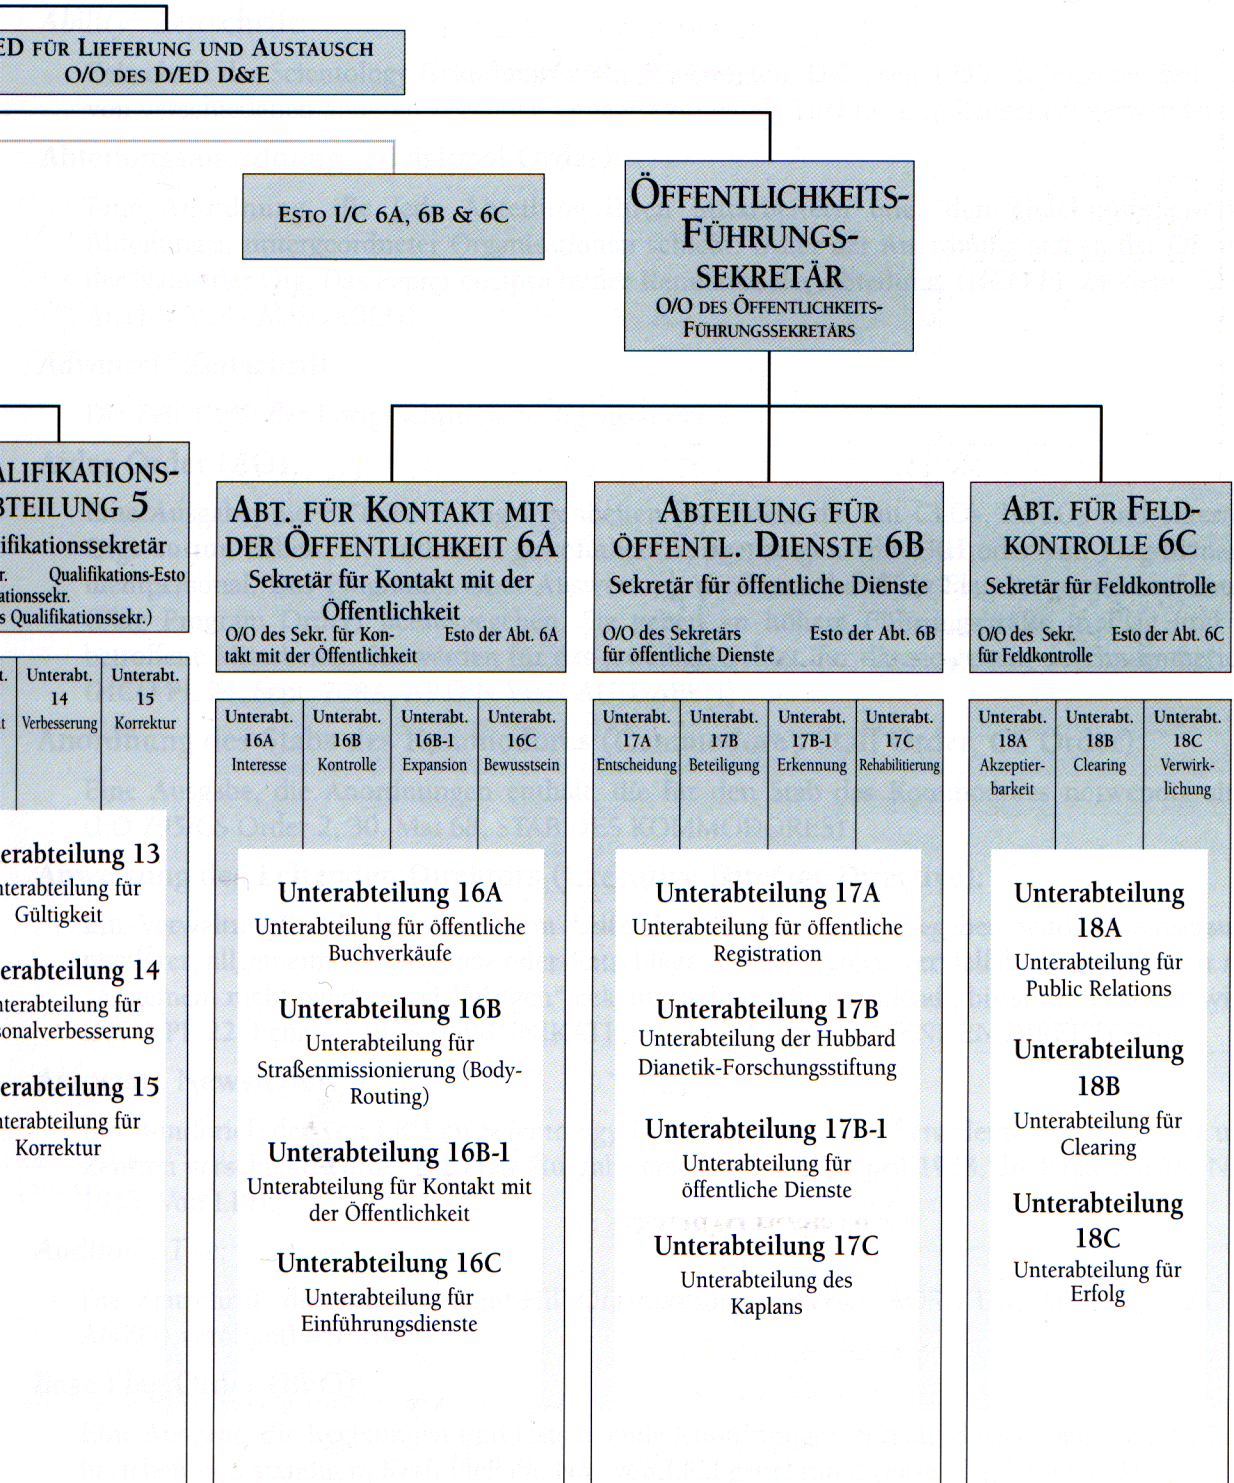 ED FÜR LIEFERUNG UND AUSTAUSCH
O/O DES D/ED D&E
ESTO I/C 6A, 6B & 6C
ÖFFENTLICHKEITS-
FÜHRUNGS-
SEKRETÄR
O/O DES ÖFFENTLICHKEITS-
FÜHRUNGSSEKRETÄRS
ALIFIKATIONS-
BTEILUNG 5
ifikationssekretär
r. Qualifikations-Esto
ationssekr.
s Qualifikationssekr.)
t. Unterabt. Unterabt.
14 15
t Verbesserung Korrektur
erabteilung 13
nterabteilung für
Gültigkeit
erabteilung 14
nterabteilung für
sonalverbesserung
erabteilung 15
nterabteilung für
Korrektur
ABT. FÜR KONTAKT MIT
DER ÖFFENTLICHKEIT 6A
Sekretär für Kontakt mit der
Öffentlichkeit
O/O des Sekr. für Kon- Esto der Abt. 6A
takt mit der Öffentlichkeit
Unterabt. Unterabt. Unterabt. Unterabt.
16A 16B 16B-1 16C
Interesse Kontrolle Expansion Bewusstsein
Unterabteilung 16A
Unterabteilung für öffentliche
Buchverkäufe
Unterabteilung 16B
Unterabteilung für
Straßenmissionierung (Body-
Routing)
Unterabteilung 16B-1
Unterabteilung für Kontakt mit
der Öffentlichkeit
Unterabteilung 16C
Unterabteilung für
Einführungsdienste
ABTEILUNG FÜR
ÖFFENTL. DIENSTE 6B
Sekretär für öffentliche Dienste
O/O des Sekretärs Esto der Abt. 6B
für öffentliche Dienste
Unterabt. Unterabt. Unterabt. Unterabt.
17A 17B 17B-1 17C
Entscheidung Beteiligung Erkennung Rehabilitierung
Unterabteilung 17A
Unterabteilung für öffentliche
Registration
Unterabteilung 17B
Unterabteilung der Hubbard
Dianetik-Forschungsstiftung
Unterabteilung 17B-1
Unterabteilung für
öffentliche Dienste
Unterabteilung 17C
Unterabteilung des
Kaplans
ABT. FÜR FELD-
KONTROLLE 6C
Sekretär für Feldkontrolle
O/O des Sekr. Esto der Abt. 6C
für Feldkontrolle
Unterabt. Unterabt. Unterabt.
18A 18B 18C
Akzeptier- Clearing Verwirk-
barkeit lichung
Unterabteilung
18A
Unterabteilung für
Public Relations
Unterabteilung
18B
Unterabteilung für
Clearing
Unterabteilung
18C
Unterabteilung für
Erfolg